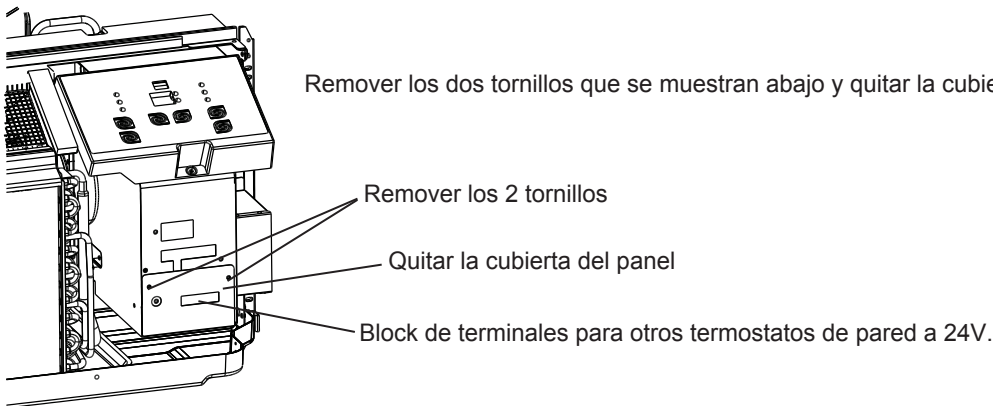 Remover los dos tornillos que se muestran abajo y quitar la
Remover los 2 tornillos
Quitar la cubierta del panel
Block de terminales para otros termostatos de pared a 24V.